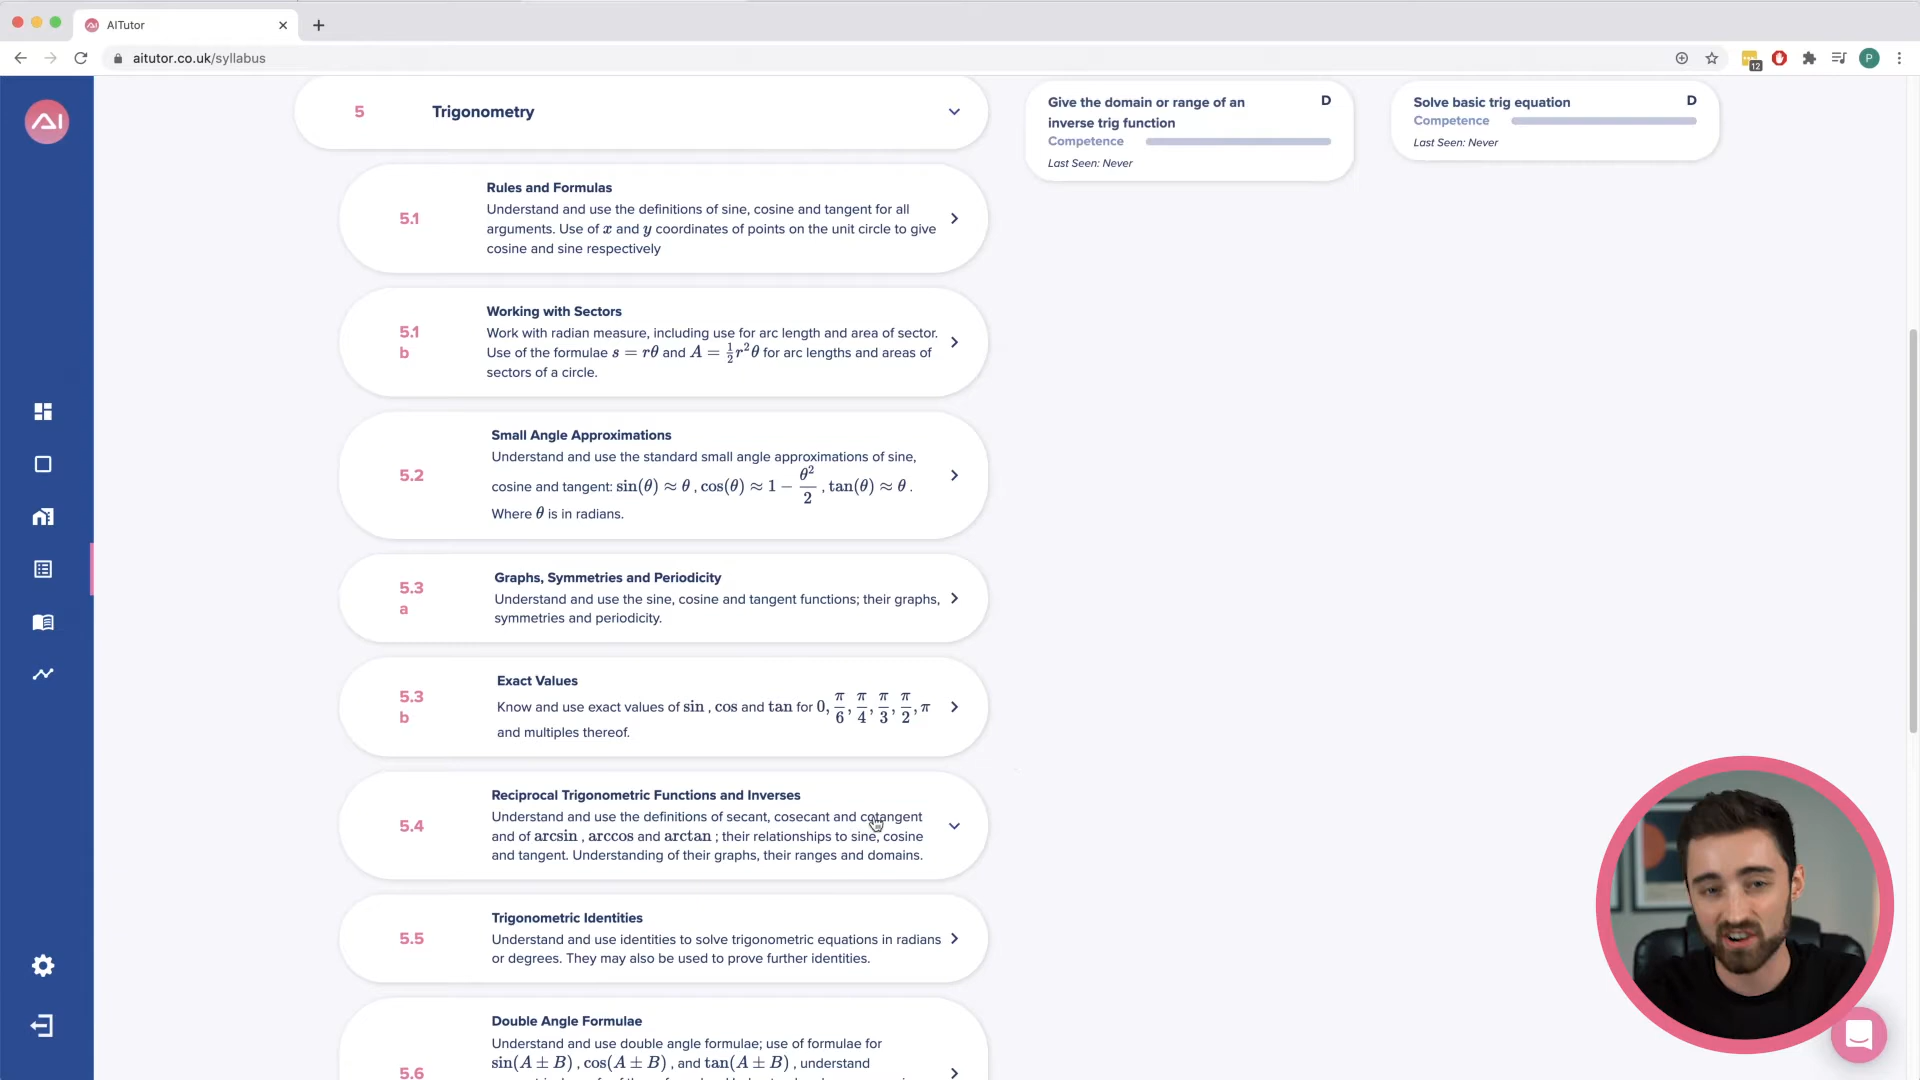 AITutor
aitutor.co.uk/syllabus
12
P
AI
5
Trigonometry
Give the domain or range of an
inverse trig function
D
Competence
Last Seen: Never
Solve basic trig equation
D
Competence
Last Seen: Never
5.1
Rules and Formulas
Understand and use the definitions of sine, cosine and tangent for all
arguments. Use of x and y coordinates of points on the unit circle to give
cosine and sine respectively
5.1
b
Working with Sectors
Work with radian measure, including use for arc length and area of sector.
Use of the formulae s = rθ and A = ½r²θ for arc lengths and areas of
sectors of a circle.
5.2
Small Angle Approximations
Understand and use the standard small angle approximations of sine,
cosine and tangent: sin(θ) ≈ θ , cos(θ) ≈ 1 − θ²/2 , tan(θ) ≈ θ .
Where θ is in radians.
5.3
a
Graphs, Symmetries and Periodicity
Understand and use the sine, cosine and tangent functions; their graphs,
symmetries and periodicity.
5.3
b
Exact Values
Know and use exact values of sin , cos and tan for 0, π/6, π/4, π/3, π/2, π
and multiples thereof.
5.4
Reciprocal Trigonometric Functions and Inverses
Understand and use the definitions of secant, cosecant and cotangent
and of arcsin , arccos and arctan ; their relationships to sine, cosine
and tangent. Understanding of their graphs, their ranges and domains.
5.5
Trigonometric Identities
Understand and use identities to solve trigonometric equations in radians
or degrees. They may also be used to prove further identities.
5.6
Double Angle Formulae
Understand and use double angle formulae; use of formulae for
sin(A ± B) , cos(A ± B) , and tan(A ± B) , understand